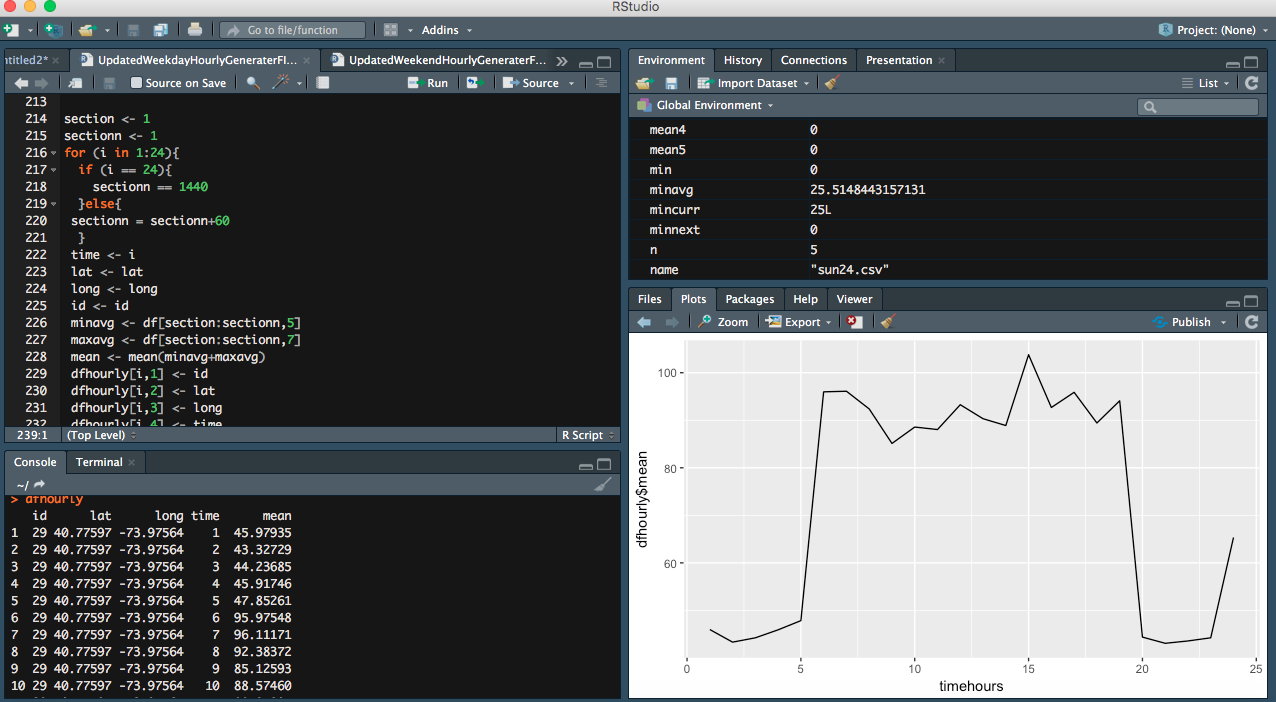 RStudio
Go to file/function
Addins
Project: (None)
ntitled2*
UpdatedWeekdayHourlyGeneraterFI...
UpdatedWeekendHourlyGeneraterF...
Source on Save
Run
Source
213
214 section <- 1
215 sectionn <- 1
216 for (i in 1:24){
217 if (i == 24){
218 sectionn == 1440
219 }else{
220 sectionn = sectionn+60
221 }
222 time <- i
223 lat <- lat
224 long <- long
225 id <- id
226 minavg <- df[section:sectionn,5]
227 maxavg <- df[section:sectionn,7]
228 mean <- mean(minavg+maxavg)
229 dfhourly[i,1] <- id
230 dfhourly[i,2] <- lat
231 dfhourly[i,3] <- long
232 dfhourly[i,4] <- time
239:1 (Top Level) R Script
Console Terminal
~/
> dfhourly
id lat long time mean
1 29 40.77597 -73.97564 1 45.97935
2 29 40.77597 -73.97564 2 43.32729
3 29 40.77597 -73.97564 3 44.23685
4 29 40.77597 -73.97564 4 45.91746
5 29 40.77597 -73.97564 5 47.85261
6 29 40.77597 -73.97564 6 95.97548
7 29 40.77597 -73.97564 7 96.11171
8 29 40.77597 -73.97564 8 92.38372
9 29 40.77597 -73.97564 9 85.12593
10 29 40.77597 -73.97564 10 88.57460
Environment History Connections Presentation
Import Dataset
List
Global Environment
mean4 0
mean5 0
min 0
minavg 25.5148443157131
mincurr 25L
minnext 0
n 5
name "sun24.csv"
Files Plots Packages Help Viewer
Zoom Export Publish
100
80
60
dfhourly$mean
0 5 10 15 20 25
timehours